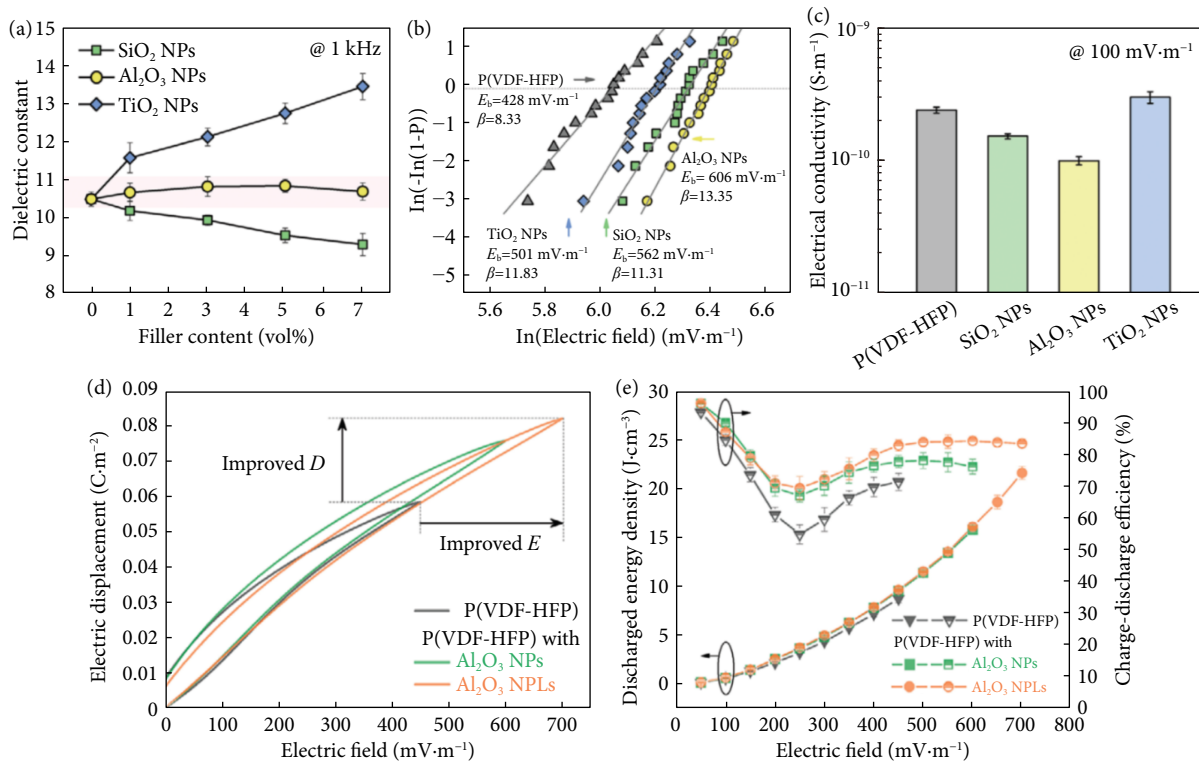 (a)
@ 1 kHz
SiO₂ NPs
Al₂O₃ NPs
TiO₂ NPs
Dielectric constant
15
14
13
12
11
10
9
8
0 1 2 3 4 5 6 7
Filler content (vol%)
(b)
In(-In(1-P))
1
0
−1
−2
−3
−4
−5
P(VDF-HFP)
E_b=428 mV·m⁻¹
β=8.33
Al₂O₃ NPs
E_b= 606 mV·m⁻¹
β=13.35
TiO₂ NPs
E_b=501 mV·m⁻¹
β=11.83
SiO₂ NPs
E_b=562 mV·m⁻¹
β=11.31
5.6 5.8 6.0 6.2 6.4 6.6
In(Electric field) (mV·m⁻¹)
(c)
@ 100 mV·m⁻¹
Electrical conductivity (S·m⁻¹)
10⁻⁹
10⁻¹⁰
10⁻¹¹
P(VDF-HFP)
SiO₂ NPs
Al₂O₃ NPs
TiO₂ NPs
(d)
Electric displacement (C·m⁻²)
0.09
0.08
0.07
0.06
0.05
0.04
0.03
0.02
0.01
0
Improved D
Improved E
P(VDF-HFP)
P(VDF-HFP) with
Al₂O₃ NPs
Al₂O₃ NPLs
0 100 200 300 400 500 600 700
Electric field (mV·m⁻¹)
(e)
Discharged energy density (J·cm⁻³)
30
25
20
15
10
5
0
P(VDF-HFP)
P(VDF-HFP) with
Al₂O₃ NPs
Al₂O₃ NPLs
100
90
80
70
60
50
40
30
20
10
0
Charge-discharge efficiency (%)
0 100 200 300 400 500 600 700 800
Electric field (mV·m⁻¹)